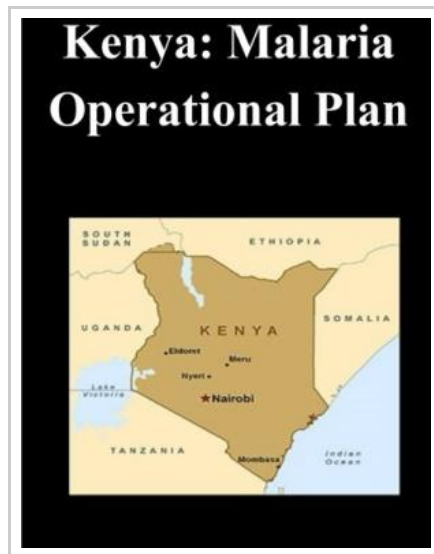 Kenya: Malaria
Operational Plan
SOUTH
SUDAN
ETHIOPIA
UGANDA
KENYA
SOMALIA
Eldoret
Meru
Nyeri
Lake
Victoria
Nairobi
TANZANIA
Mombasa
Indian
Ocean